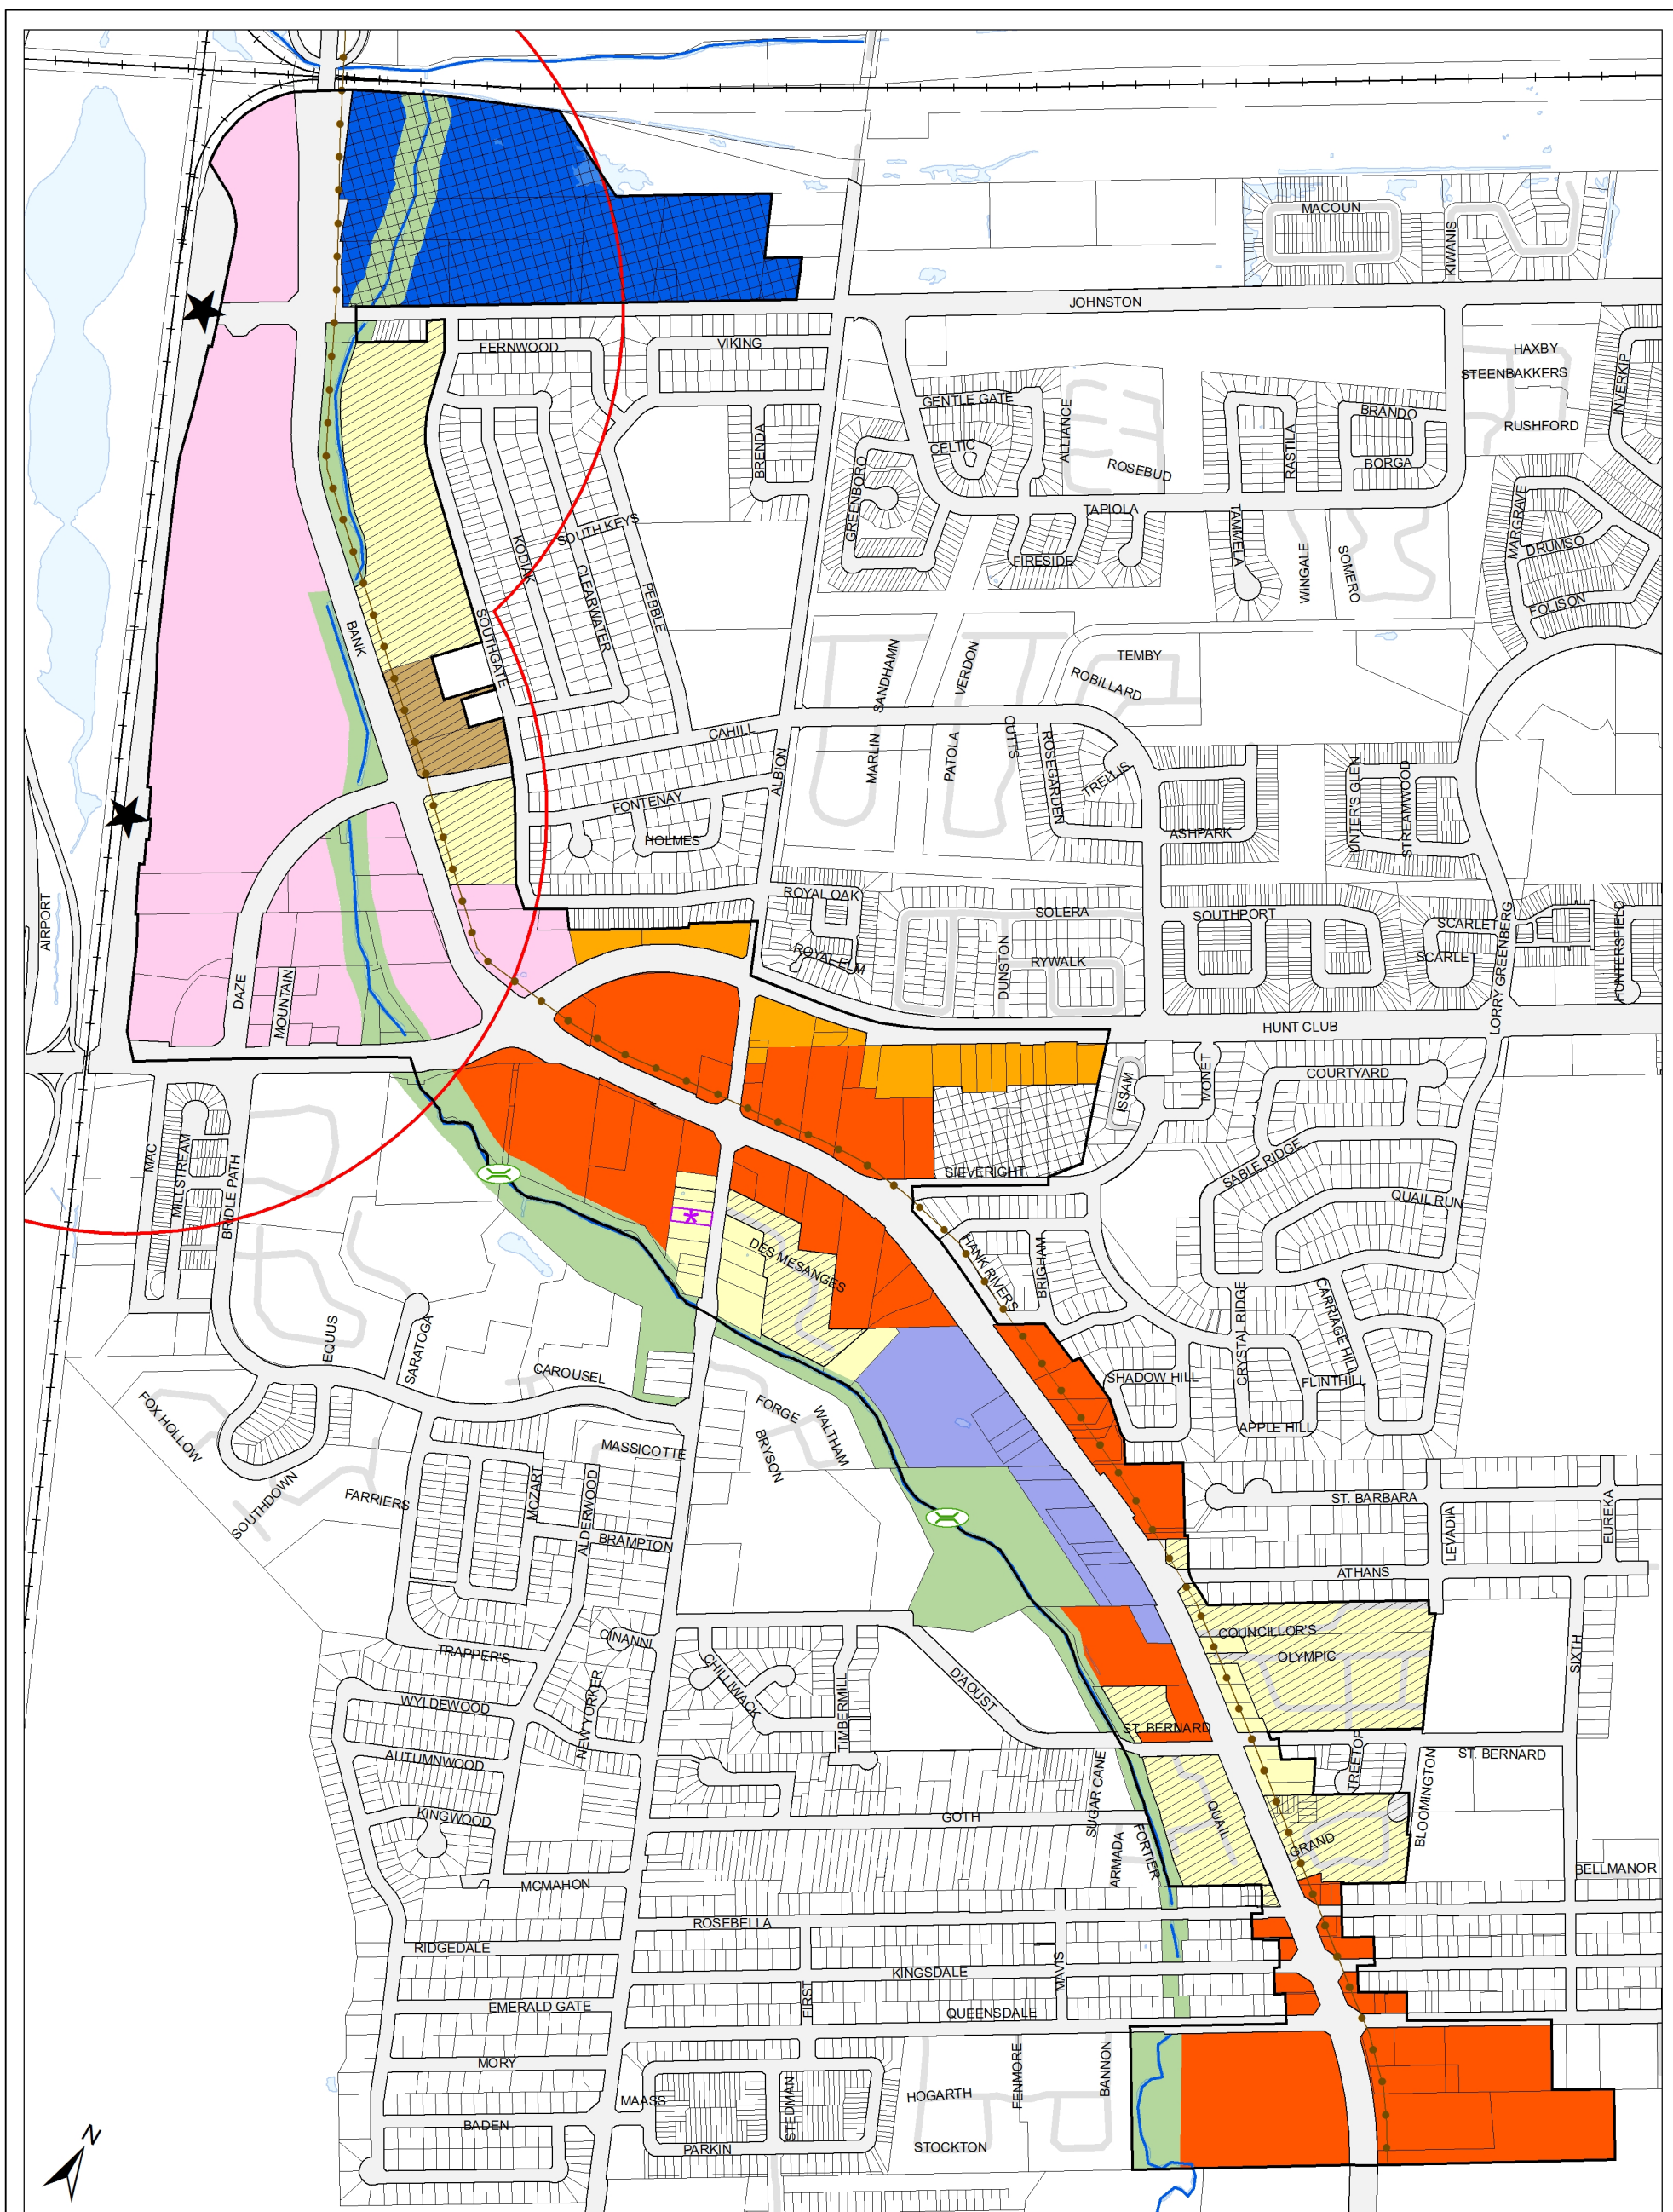 MACOUN
KIWANIS
JOHNSTON
FERNWOOD
VIKING
HAXBY
STEENBAKKERS
INVERKIP
GENTLE GATE
ALLIANCE
BRANDO
RUSHFORD
BRENDA
CELTIC
GREENBORO
RASTILA
BORGA
ROSEBUD
TAPIOLA
MARGRAVE
SOUTH KEYS
KODIAK
CLEARWATER
PEBBLE
FIRESIDE
TAMMELA
WINGALE
SOMERO
DRUMSO
FOLISON
BANK
SOUTHGATE
SANDHAMN
VERDON
TEMBY
ROBILLARD
CAHILL
ALBION
MARLIN
PATOLA
CUTTS
ROSEGARDEN
TRELLIS
FONTENAY
HOLMES
ASHPARK
HUNTER'S GLEN
STREAMWOOD
AIRPORT
ROYAL OAK
ROYAL ELM
SOLERA
SOUTHPORT
SCARLET
SCARLET
LORRY GREENBERG
HUNTERSFIELD
DAZE
MOUNTAIN
DUNSTON
RYWALK
HUNT CLUB
MAC
MILLSTREAM
BRIDLE PATH
ISSAM
MONET
COURTYARD
SIEVERIGHT
SABLE RIDGE
QUAIL RUN
*
DES MESANGES
HANK RIVERS
BRIGHAM
CRYSTAL RIDGE
CARRIAGE HILL
EQUUS
SARATOGA
CAROUSEL
SHADOW HILL
FLINTHILL
APPLE HILL
FOX HOLLOW
FORGE
WALTHAM
BRYSON
MASSICOTTE
SOUTHDOWN
FARRIERS
MOZART
ALDERWOOD
BRAMPTON
ST. BARBARA
LEVADIA
EUREKA
ATHANS
TRAPPER'S
CINANNI
COUNCILLOR'S
OLYMPIC
SIXTH
WYLDEWOOD
NEW YORKER
CHILLIWACK
TIMBERMILL
D'AOUST
ST. BERNARD
AUTUMNWOOD
TREETOP
ST. BERNARD
KINGWOOD
GOTH
SUGAR CANE
QUAIL
BLOOMINGTON
GRAND
ARMADA
FORTIER
BELLMANOR
MCMAHON
ROSEBELLA
RIDGEDALE
KINGSDALE
MAVIS
EMERALD GATE
FIRST
QUEENSDALE
MORY
MAASS
STEDMAN
HOGARTH
FENMORE
BANNON
BADEN
PARKIN
STOCKTON
N